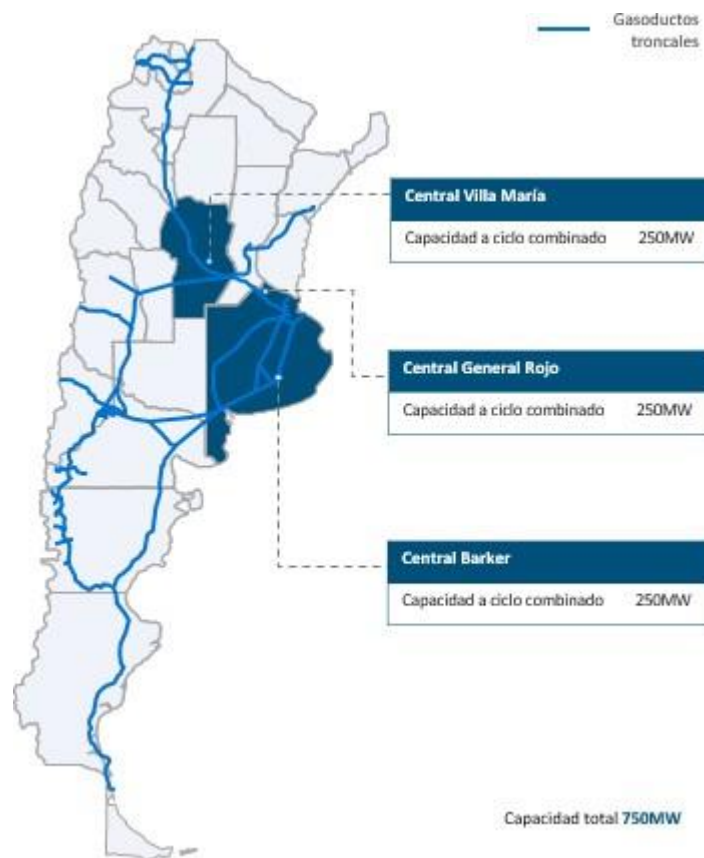 Gasoductos
troncales
Central Villa María
Capacidad a ciclo combinado 250MW
Central General Rojo
Capacidad a ciclo combinado 250MW
Central Barker
Capacidad a ciclo combinado 250MW
Capacidad total 750MW